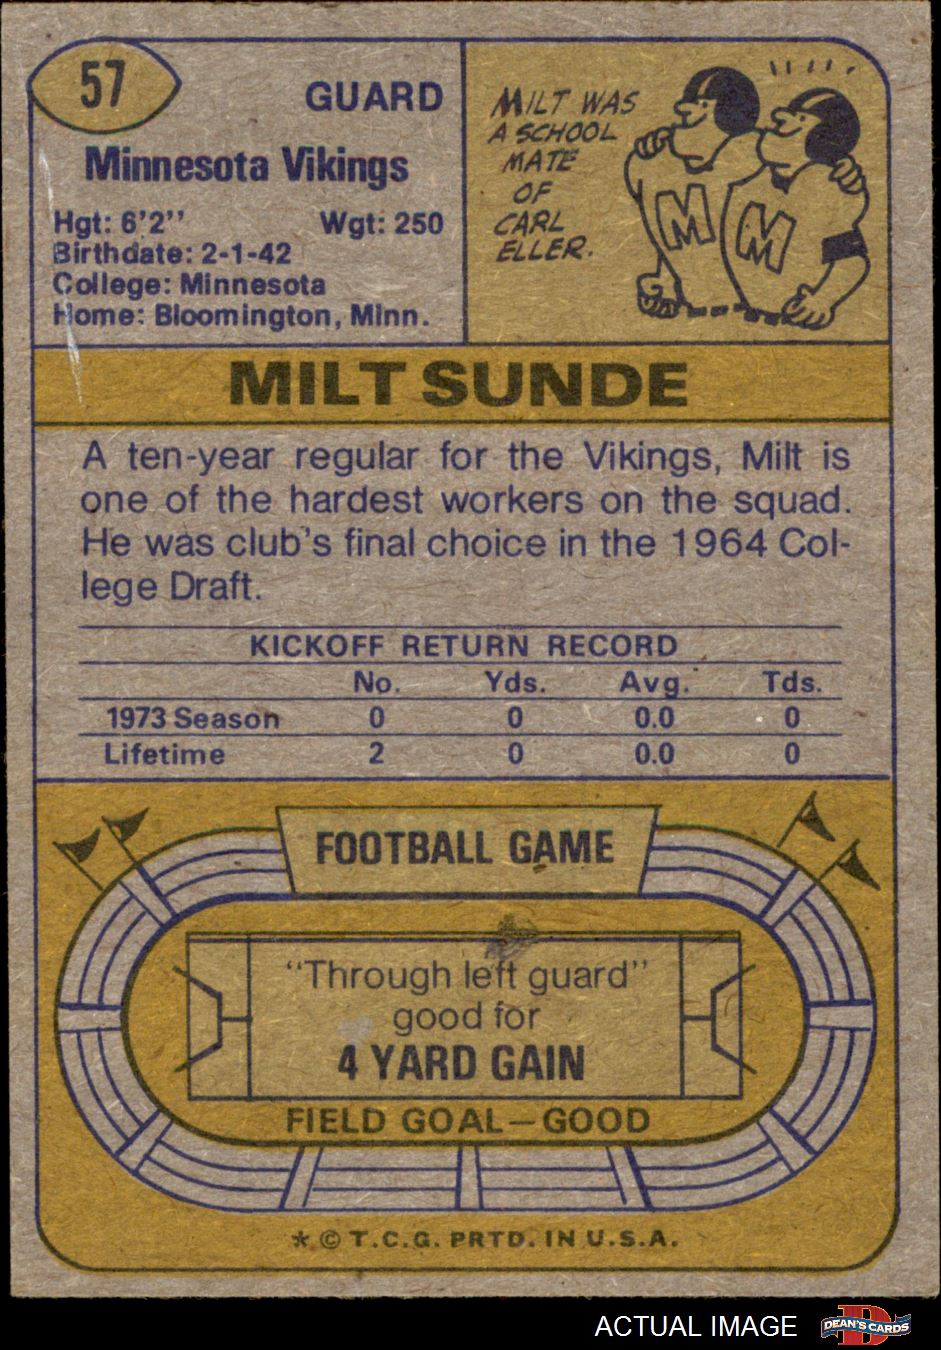 57
GUARD
Minnesota Vikings
Hgt: 6'2'' Wgt: 250
Birthdate: 2-1-42
College: Minnesota
Home: Bloomington, Minn.
MILT WAS
A SCHOOL
MATE
OF
CARL
ELLER.
M M
MILT SUNDE
A ten-year regular for the Vikings, Milt is
one of the hardest workers on the squad.
He was club's final choice in the 1964 Col-
lege Draft.
KICKOFF RETURN RECORD
No. Yds. Avg. Tds.
1973 Season 0 0 0.0 0
Lifetime 2 0 0.0 0
FOOTBALL GAME
“Through left guard”
good for
4 YARD GAIN
FIELD GOAL—GOOD
* © T.C.G. PRTD. IN U.S.A.
ACTUAL IMAGE
D
DEAN'S CARDS